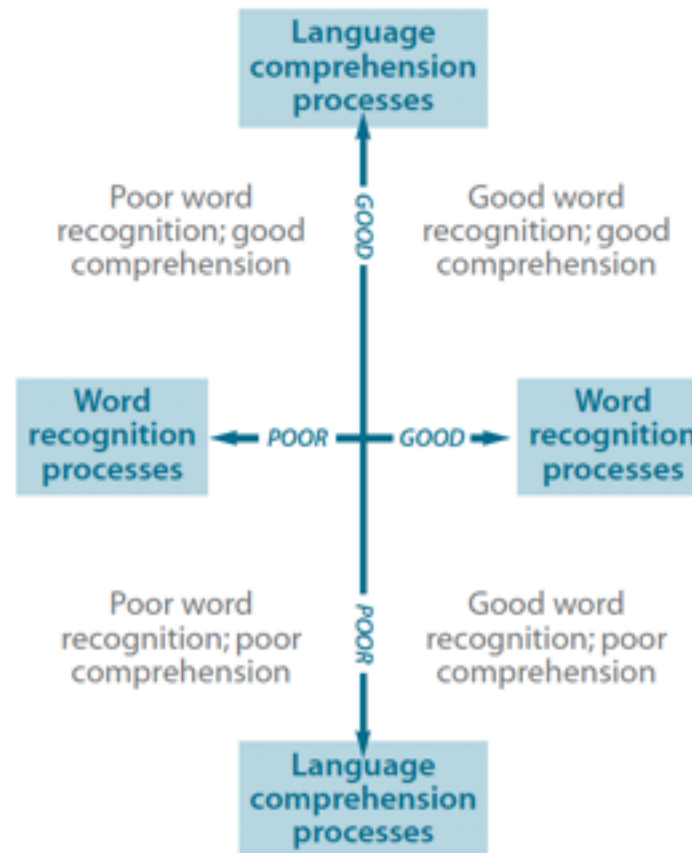 Language
comprehension
processes
GOOD
Poor word
recognition; good
comprehension
Good word
recognition; good
comprehension
Word
recognition
processes
POOR
GOOD
Word
recognition
processes
Poor word
recognition; poor
comprehension
POOR
Good word
recognition; poor
comprehension
Language
comprehension
processes